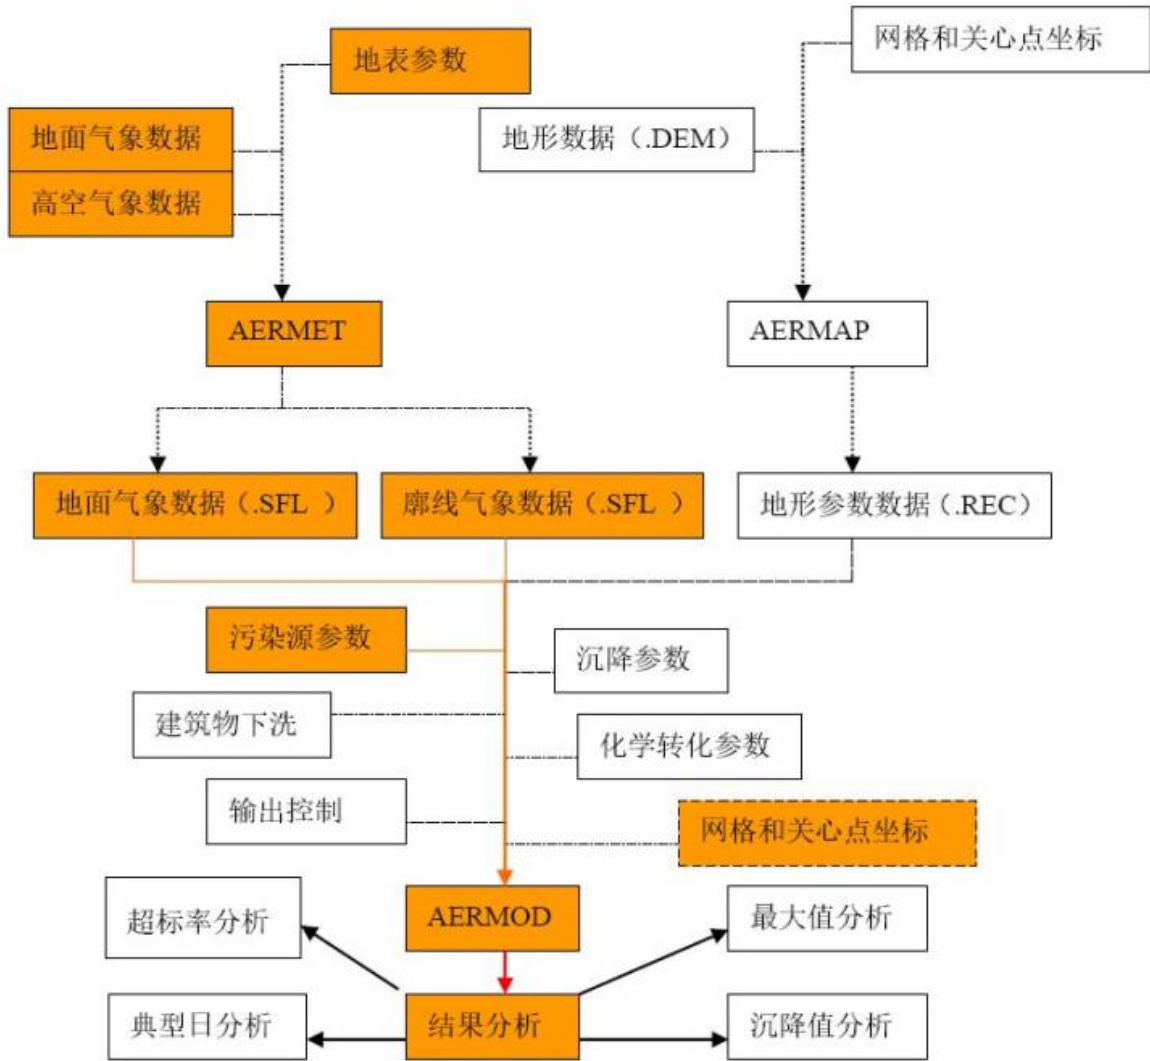 地表参数
网格和关心点坐标
地面气象数据
地形数据（.DEM）
高空气象数据
AERMET
AERMAP
地面气象数据（.SFL ）
廓线气象数据（.SFL ）
地形参数数据（.REC）
污染源参数
沉降参数
建筑物下洗
化学转化参数
输出控制
网格和关心点坐标
超标率分析
AERMOD
最大值分析
典型日分析
结果分析
沉降值分析